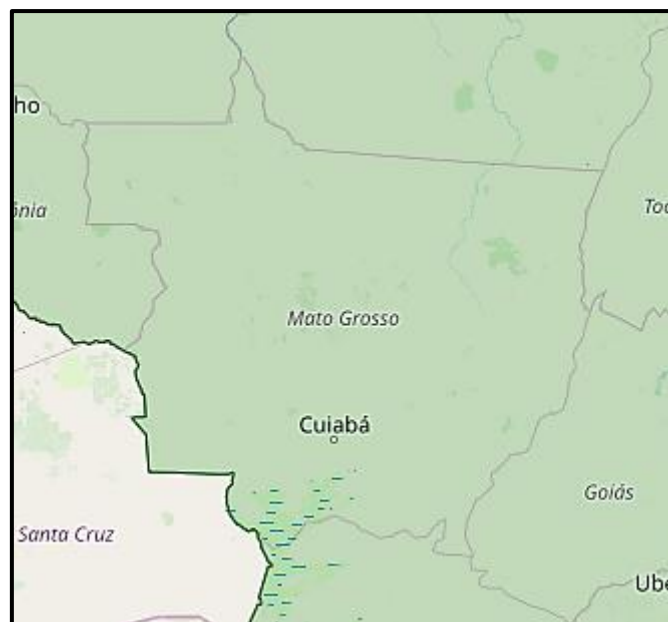 ho
ônia
Toc
Mato Grosso
Cuiabá
Goiás
Santa Cruz
Ube